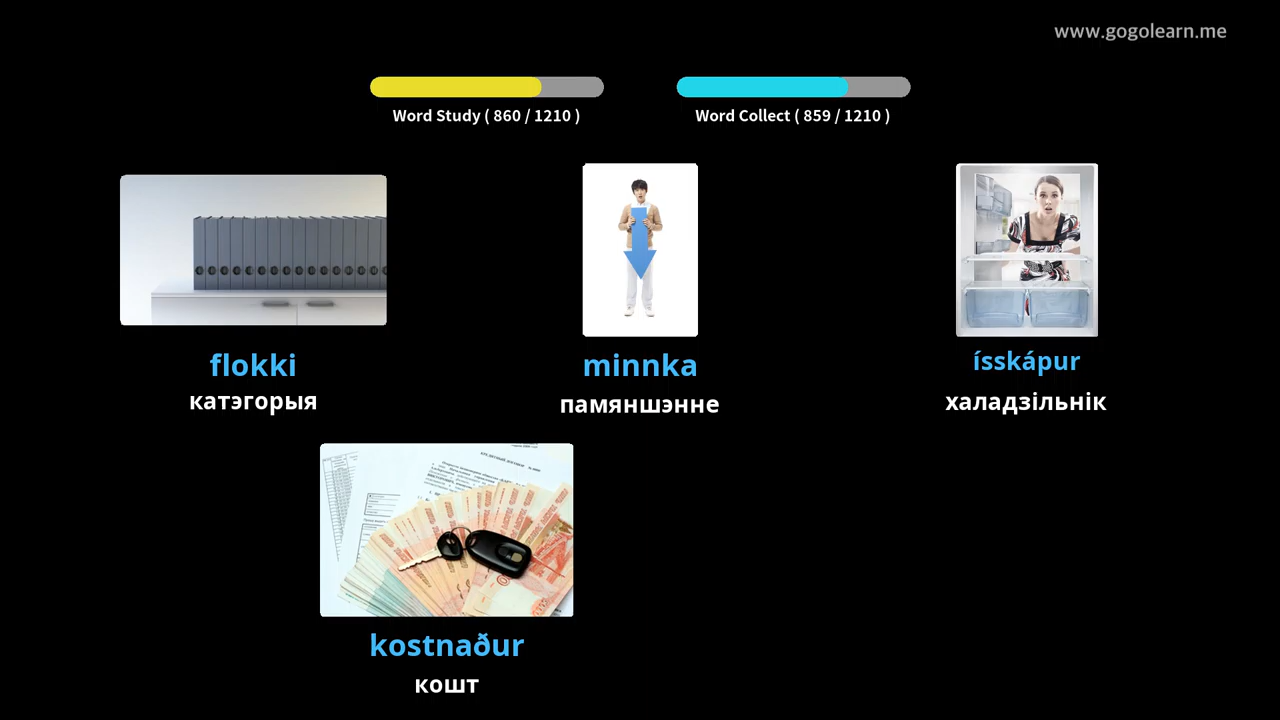 www.gogolearn.me
Word Study ( 860 / 1210 )
Word Collect ( 859 / 1210 )
flokki
катэгорыя
minnka
памяншэнне
ísskápur
халадзільнік
kostnaður
кошт